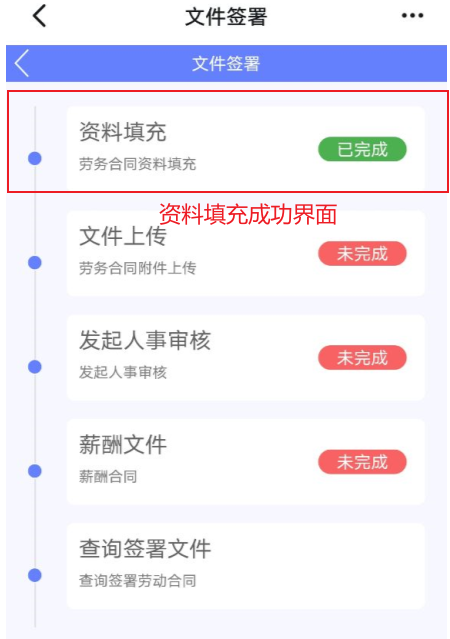 文件签署
文件签署
资料填充
已完成
劳务合同资料填充
资料填充成功界面
文件上传
未完成
劳务合同附件上传
发起人事审核
未完成
发起人事审核
薪酬文件
未完成
薪酬合同
查询签署文件
查询签署劳动合同